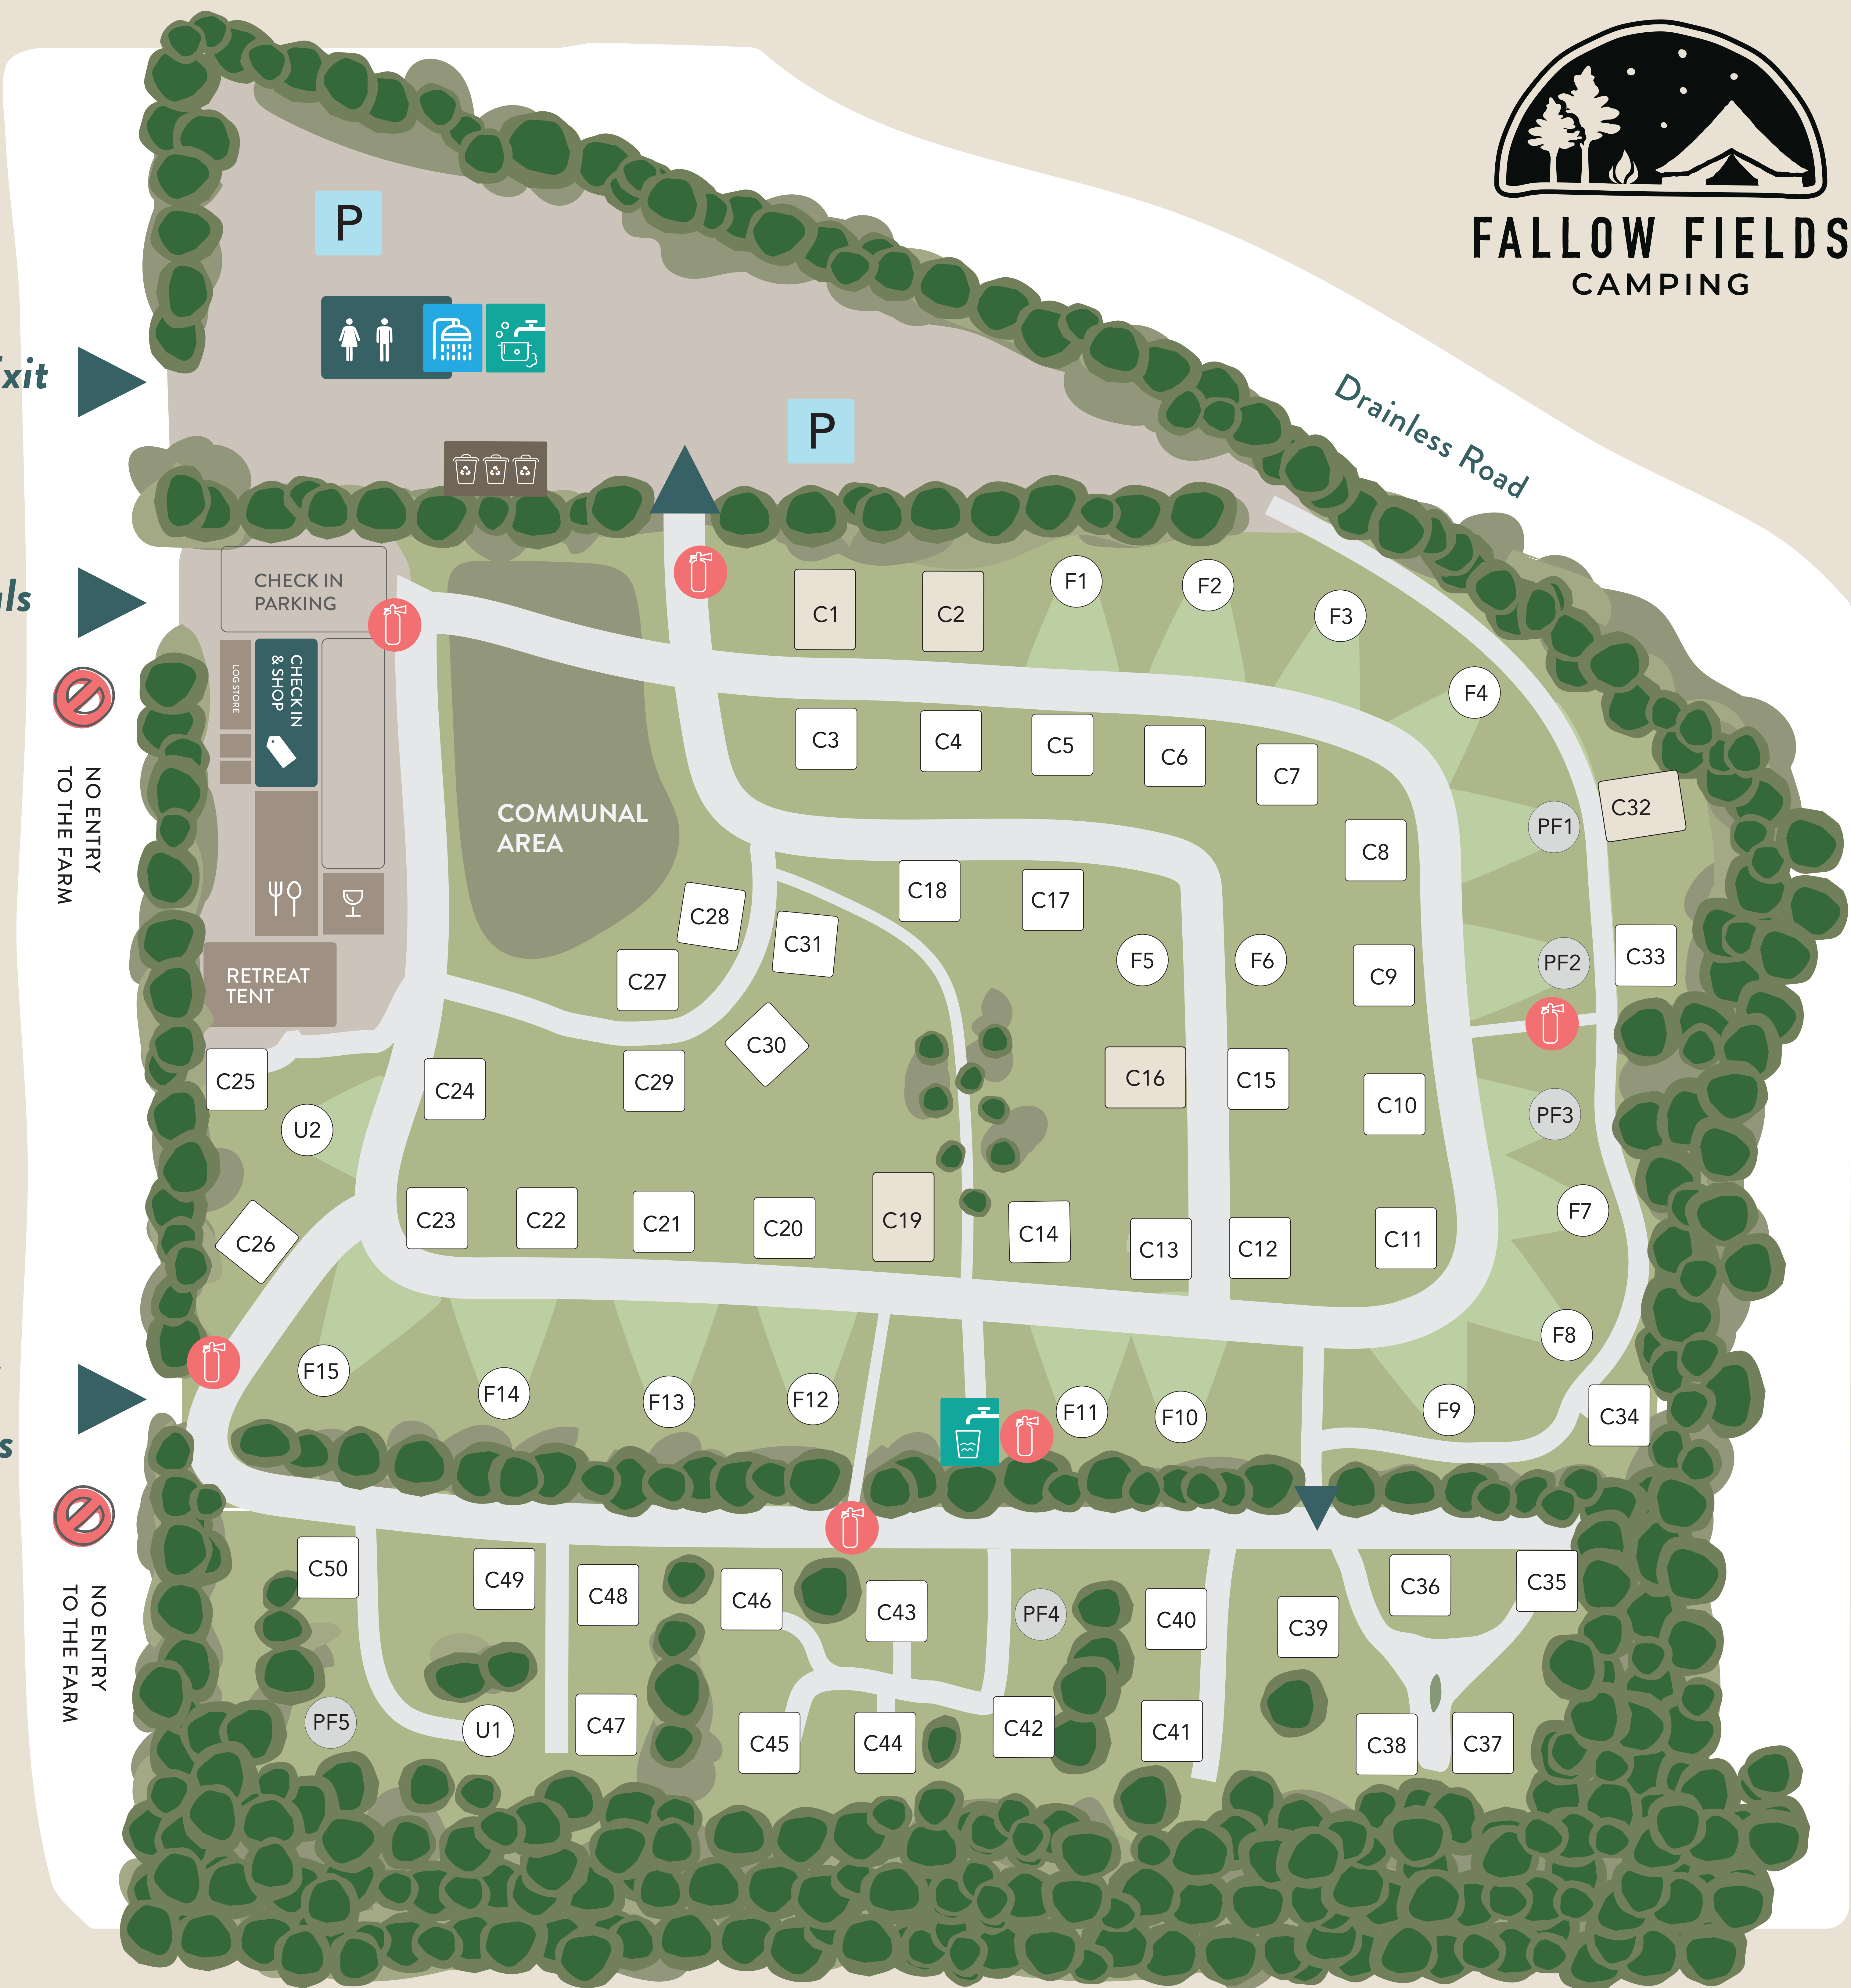 FALLOW FIELDS
CAMPING
P
P
Drainless Road
CHECK IN
PARKING
LOG STORE
CHECK IN
& SHOP
NO ENTRY
TO THE FARM
COMMUNAL
AREA
RETREAT
TENT
C1
C2
F1
F2
F3
F4
C3
C4
C5
C6
C7
C8
PF1
C32
C18
C17
C28
C31
C27
F5
F6
C9
PF2
C33
C30
C29
C24
C25
U2
C16
C15
C10
PF3
C26
C23
C22
C21
C20
C19
C14
C13
C12
C11
F7
F8
F15
F14
F13
F12
F11
F10
F9
C34
NO ENTRY
TO THE FARM
C50
C49
C48
C46
C43
PF4
C40
C39
C36
C35
PF5
U1
C47
C45
C44
C42
C41
C38
C37